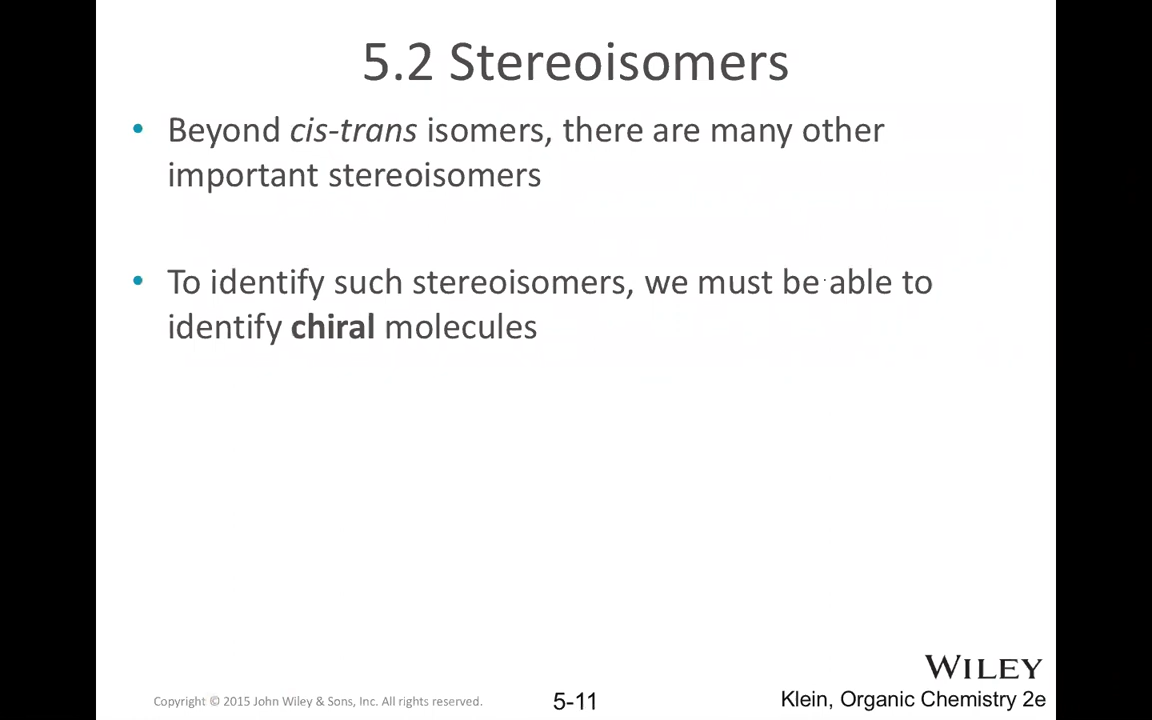 5.2 Stereoisomers
• Beyond cis-trans isomers, there are many other
important stereoisomers
• To identify such stereoisomers, we must be able to
identify chiral molecules
WILEY
Copyright © 2015 John Wiley & Sons, Inc. All rights reserved.
5-11
Klein, Organic Chemistry 2e